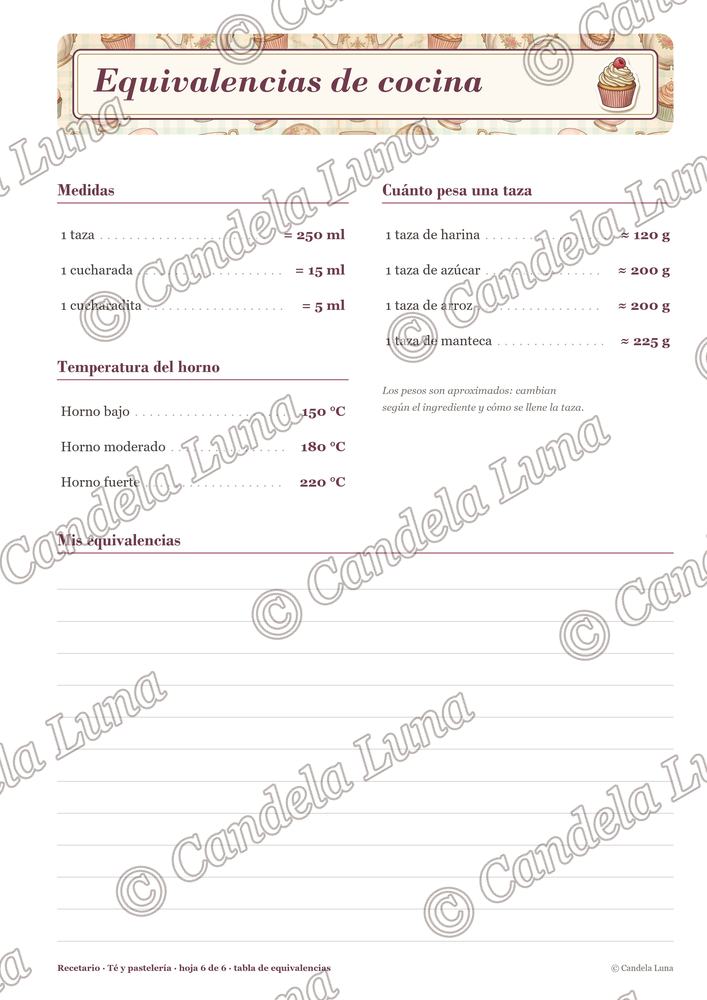 Equivalencias de cocina
Medidas
1 taza = 250 ml
1 cucharada = 15 ml
1 cucharadita = 5 ml
Temperatura del horno
Horno bajo 150 °C
Horno moderado 180 °C
Horno fuerte 220 °C
Cuánto pesa una taza
1 taza de harina ≈ 120 g
1 taza de azúcar ≈ 200 g
1 taza de arroz ≈ 200 g
1 taza de manteca ≈ 225 g
Los pesos son aproximados: cambian
según el ingrediente y cómo se llene la taza.
Mis equivalencias
Recetario · Té y pastelería · hoja 6 de 6 · tabla de equivalencias
© Candela Luna
© Candela Luna